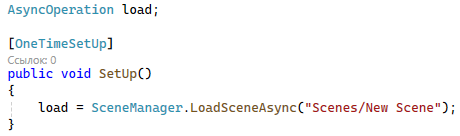 AsyncOperation load;
[OneTimeSetUp]
Ссылок: 0
public void SetUp()
{
load = SceneManager.LoadSceneAsync("Scenes/New Scene");
}